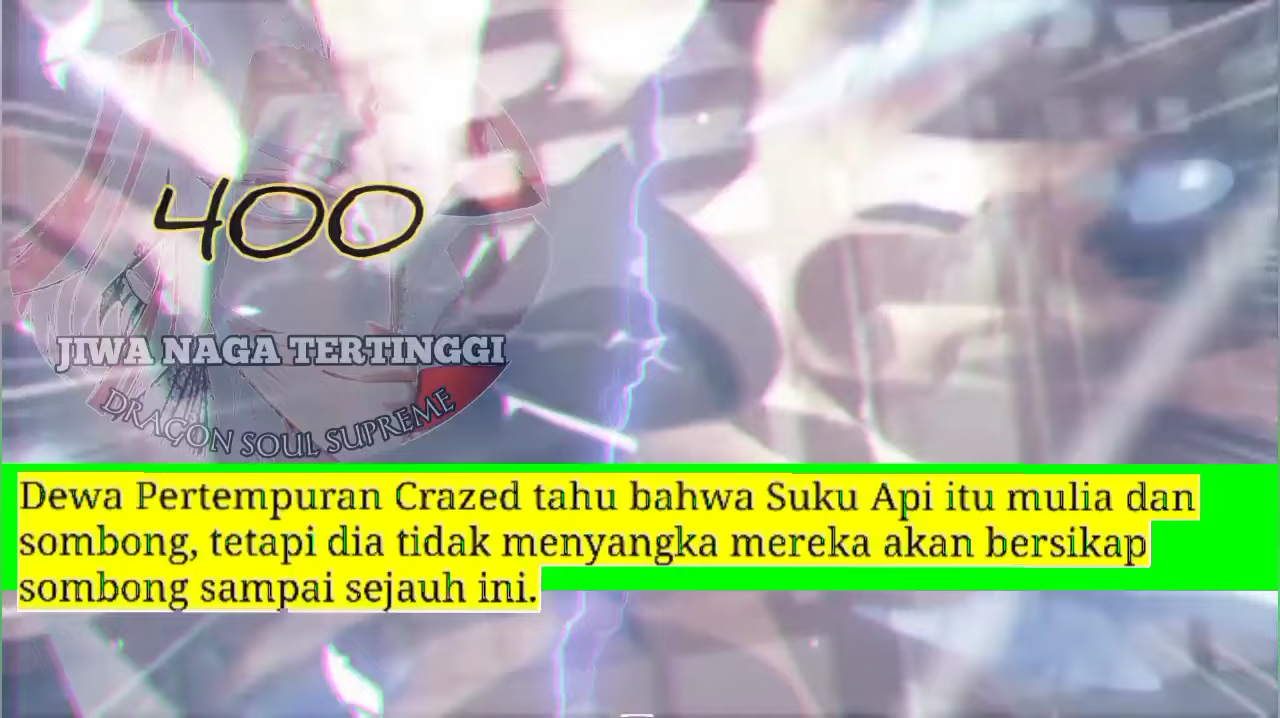 400
JIWA NAGA TERTINGGI
DRAGON SOUL SUPREME
Dewa Pertempuran Crazed tahu bahwa Suku Api itu mulia dan
sombong, tetapi dia tidak menyangka mereka akan bersikap
sombong sampai sejauh ini.